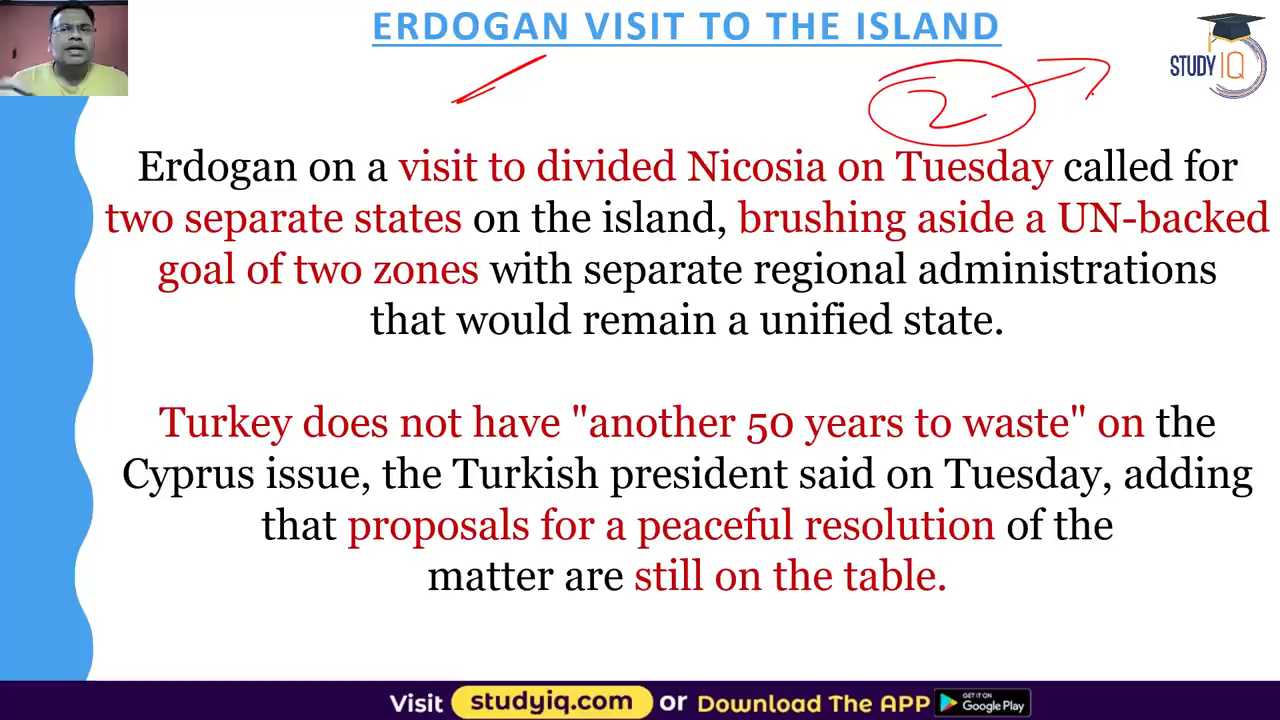 ERDOGAN VISIT TO THE ISLAND
STUDY IQ
2
Erdogan on a visit to divided Nicosia on Tuesday called for
two separate states on the island, brushing aside a UN-backed
goal of two zones with separate regional administrations
that would remain a unified state.
Turkey does not have "another 50 years to waste" on the
Cyprus issue, the Turkish president said on Tuesday, adding
that proposals for a peaceful resolution of the
matter are still on the table.
Visit studyiq.com or Download The APP GET IT ON Google Play